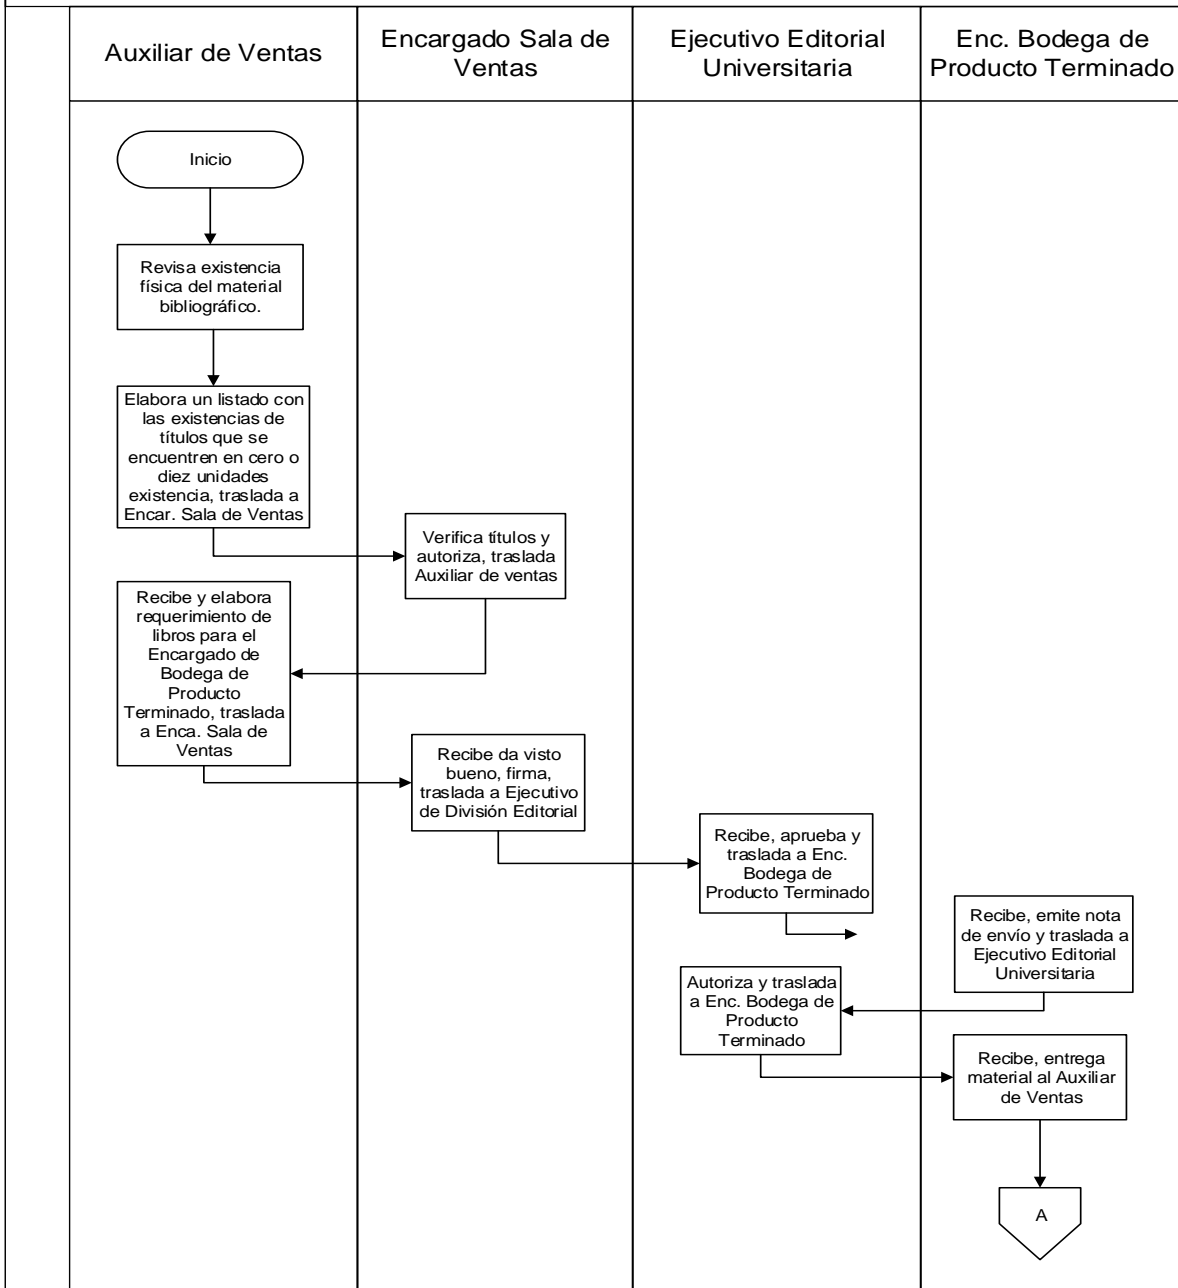 Auxiliar de Ventas
Encargado Sala de
Ventas
Ejecutivo Editorial
Universitaria
Enc. Bodega de
Producto Terminado
Inicio
Revisa existencia
física del material
bibliográfico.
Elabora un listado con
las existencias de
títulos que se
encuentren en cero o
diez unidades
existencia, traslada a
Encar. Sala de Ventas
Verifica títulos y
autoriza, traslada
Auxiliar de ventas
Recibe y elabora
requerimiento de
libros para el
Encargado de
Bodega de
Producto
Terminado, traslada
a Enca. Sala de
Ventas
Recibe da visto
bueno, firma,
traslada a Ejecutivo
de División Editorial
Recibe, aprueba y
traslada a Enc.
Bodega de
Producto Terminado
Recibe, emite nota
de envío y traslada a
Ejecutivo Editorial
Universitaria
Autoriza y traslada
a Enc. Bodega de
Producto
Terminado
Recibe, entrega
material al Auxiliar
de Ventas
A